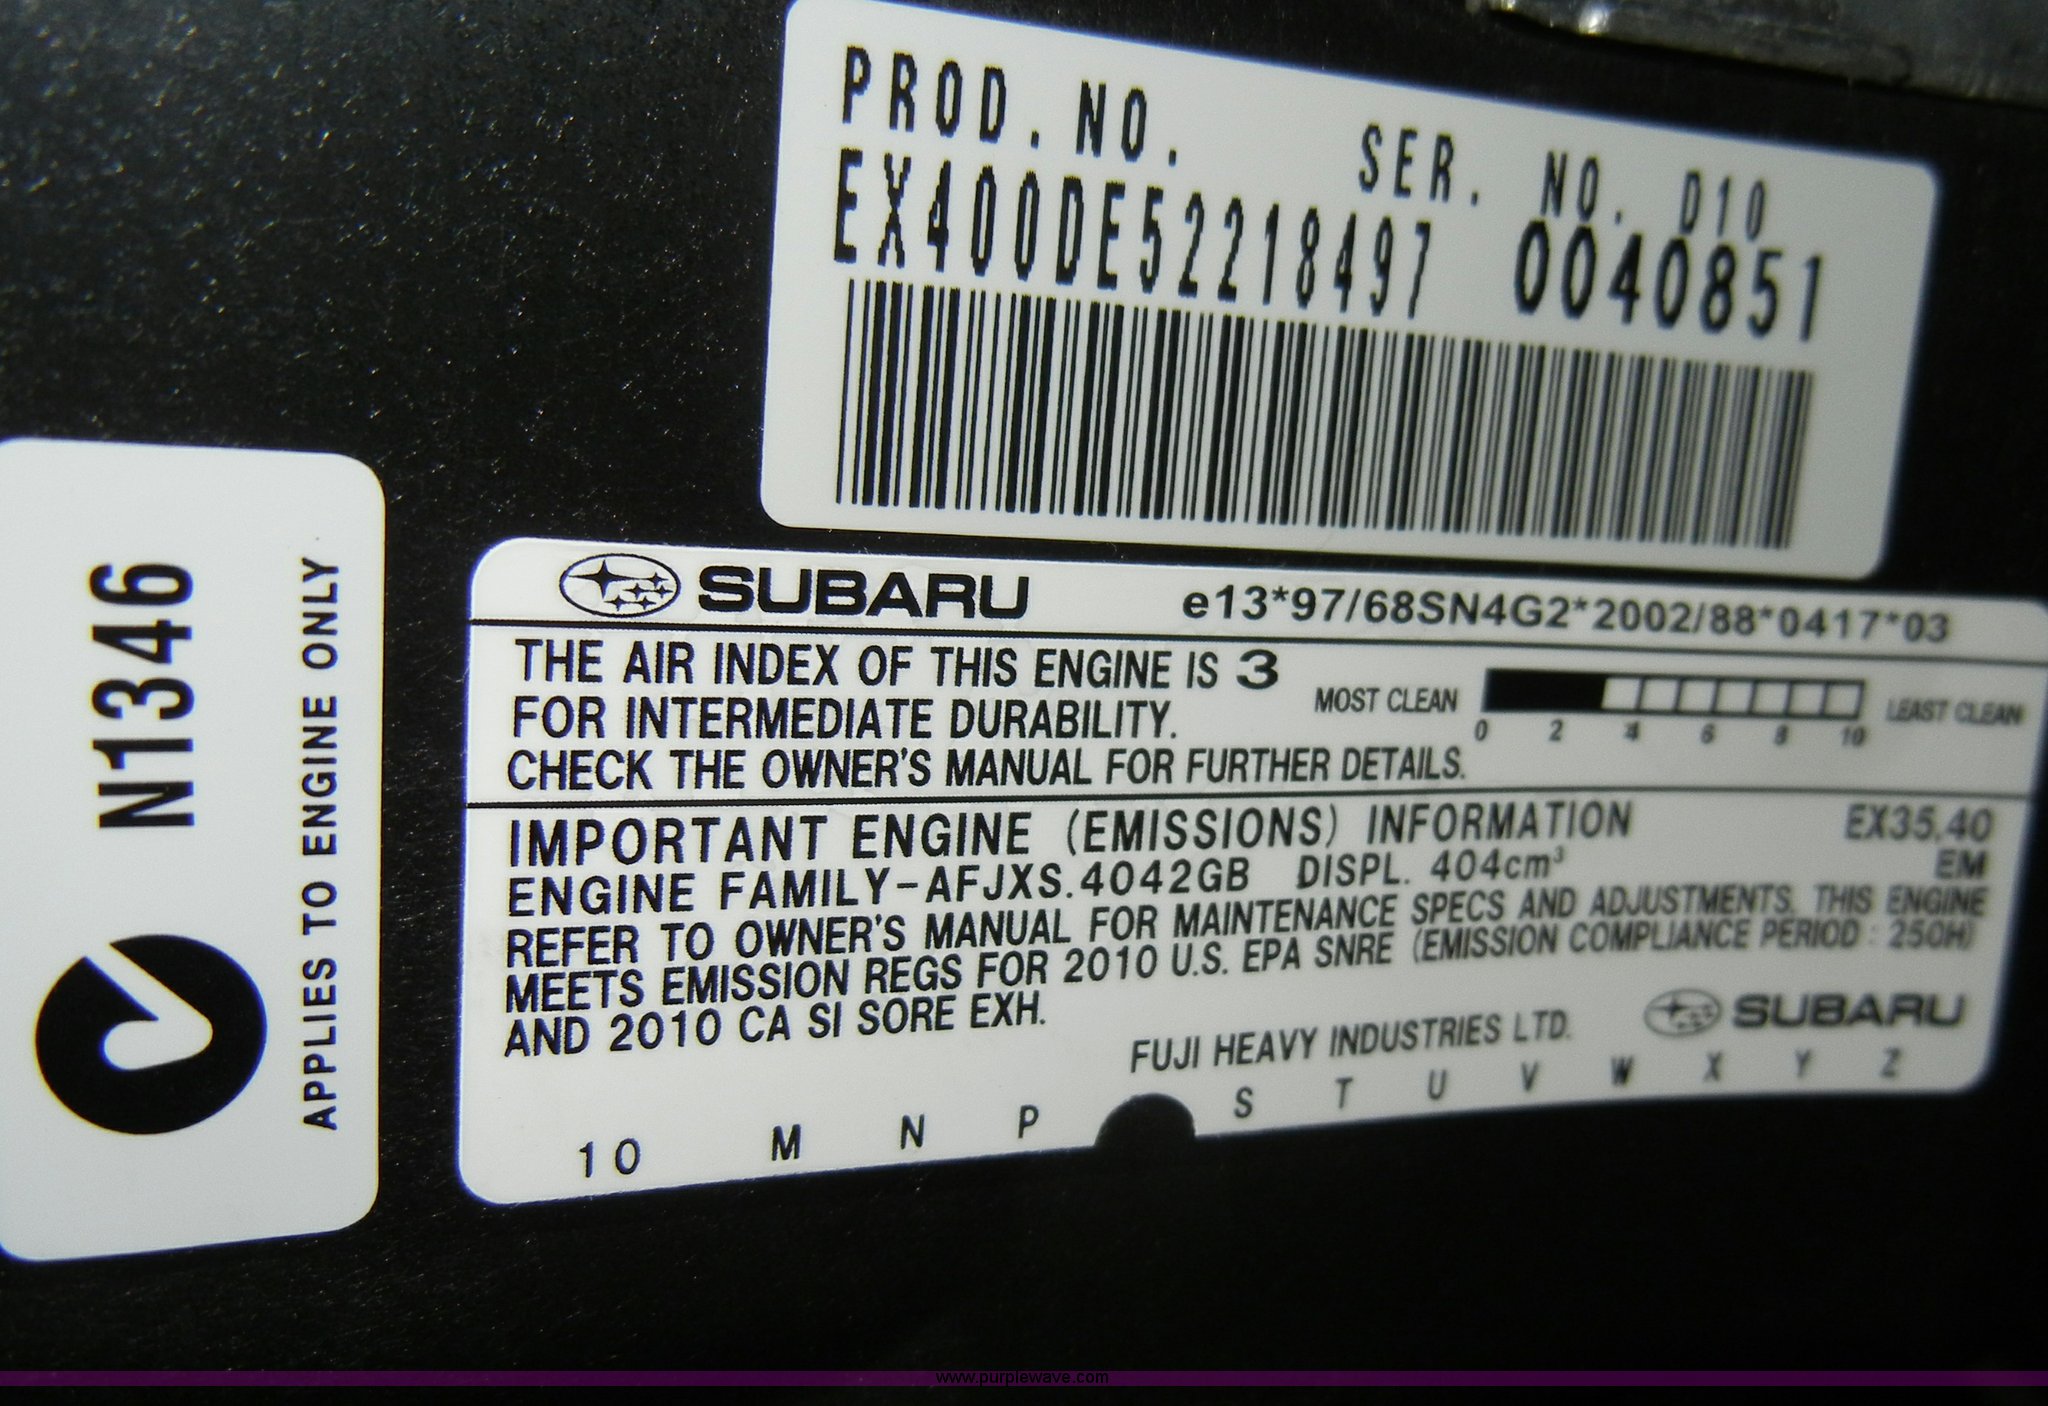 PROD.NO. SER. NO. D10
EX400DE52218497 0040851
N1346
APPLIES TO ENGINE ONLY
SUBARU e13*97/68SN4G2*2002/88*0417*03
THE AIR INDEX OF THIS ENGINE IS 3
FOR INTERMEDIATE DURABILITY.
CHECK THE OWNER'S MANUAL FOR FURTHER DETAILS.
MOST CLEAN LEAST CLEAN
0 2 4 6 8 10
IMPORTANT ENGINE (EMISSIONS) INFORMATION EX35,40
ENGINE FAMILY-AFJXS.4042GB DISPL. 404cm³ EM
REFER TO OWNER'S MANUAL FOR MAINTENANCE SPECS AND ADJUSTMENTS. THIS ENGINE
MEETS EMISSION REGS FOR 2010 U.S. EPA SNRE (EMISSION COMPLIANCE PERIOD : 250H)
AND 2010 CA SI SORE EXH.
FUJI HEAVY INDUSTRIES LTD. SUBARU
10 M N P S T U V W X Y Z
www.purplewave.com